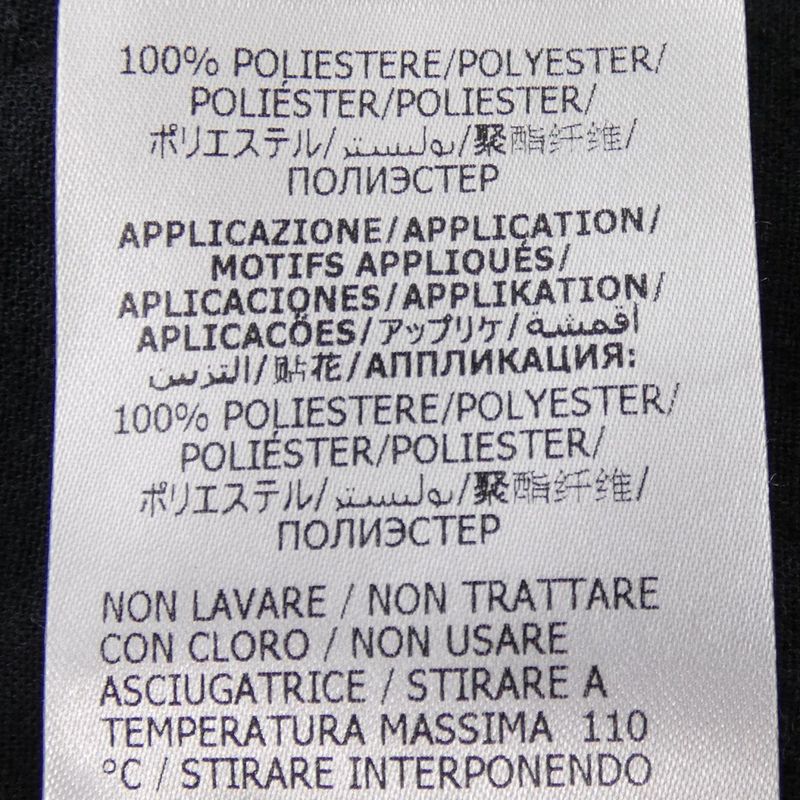 100% POLIESTERE/POLYESTER/
POLIÉSTER/POLIESTER/
ポリエステル/بوليستر/聚酯纤维/
ПОЛИЭСТЕР
APPLICAZIONE/APPLICATION/
MOTIFS APPLIQUÉS/
APLICACIONES/APPLIKATION/
APLICACÕES/アップリケ/أقمشة
التزيين/贴花/АППЛИКАЦИЯ:
100% POLIESTERE/POLYESTER/
POLIÉSTER/POLIESTER/
ポリエステル/بوليستر/聚酯纤维/
ПОЛИЭСТЕР
NON LAVARE / NON TRATTARE
CON CLORO / NON USARE
ASCIUGATRICE / STIRARE A
TEMPERATURA MASSIMA 110
°C / STIRARE INTERPONENDO